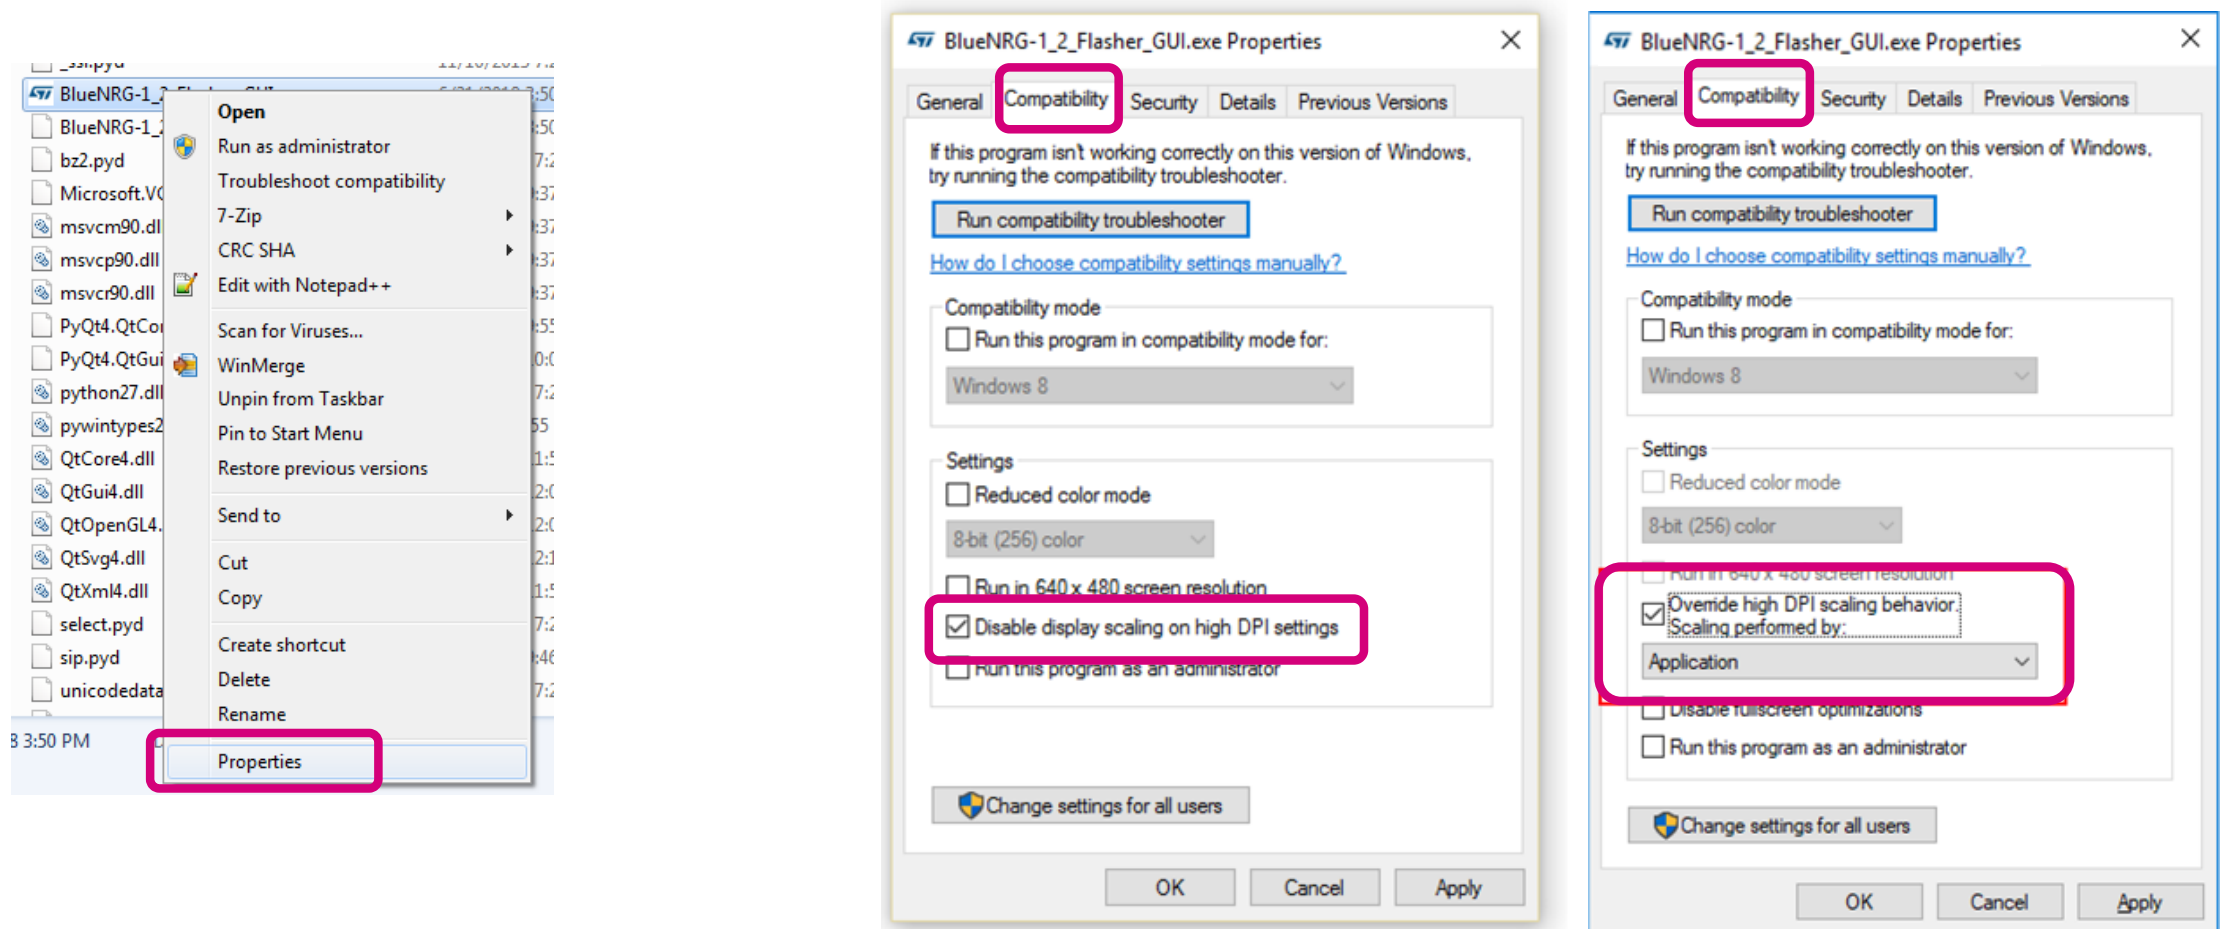 _ssl.pyd
BlueNRG-1_2
BlueNRG-1_2
bz2.pyd
Microsoft.VC
msvcm90.dl
msvcp90.dll
msvcr90.dll
PyQt4.QtCor
PyQt4.QtGui
python27.dll
pywintypes2
QtCore4.dll
QtGui4.dll
QtOpenGL4.
QtSvg4.dll
QtXml4.dll
select.pyd
sip.pyd
unicodedata
8 3:50 PM
Open
Run as administrator
Troubleshoot compatibility
7-Zip
CRC SHA
Edit with Notepad++
Scan for Viruses...
WinMerge
Unpin from Taskbar
Pin to Start Menu
Restore previous versions
Send to
Cut
Copy
Create shortcut
Delete
Rename
Properties
BlueNRG-1_2_Flasher_GUI.exe Properties
General Compatibility Security Details Previous Versions
If this program isn't working correctly on this version of Windows,
try running the compatibility troubleshooter.
Run compatibility troubleshooter
How do I choose compatibility settings manually?
Compatibility mode
Run this program in compatibility mode for:
Windows 8
Settings
Reduced color mode
8-bit (256) color
Run in 640 x 480 screen resolution
Disable display scaling on high DPI settings
Run this program as an administrator
Change settings for all users
OK Cancel Apply
BlueNRG-1_2_Flasher_GUI.exe Properties
General Compatibility Security Details Previous Versions
If this program isn't working correctly on this version of Windows,
try running the compatibility troubleshooter.
Run compatibility troubleshooter
How do I choose compatibility settings manually?
Compatibility mode
Run this program in compatibility mode for:
Windows 8
Settings
Reduced color mode
8-bit (256) color
Run in 640 x 480 screen resolution
Override high DPI scaling behavior.
Scaling performed by:
Application
Disable fullscreen optimizations
Run this program as an administrator
Change settings for all users
OK Cancel Apply